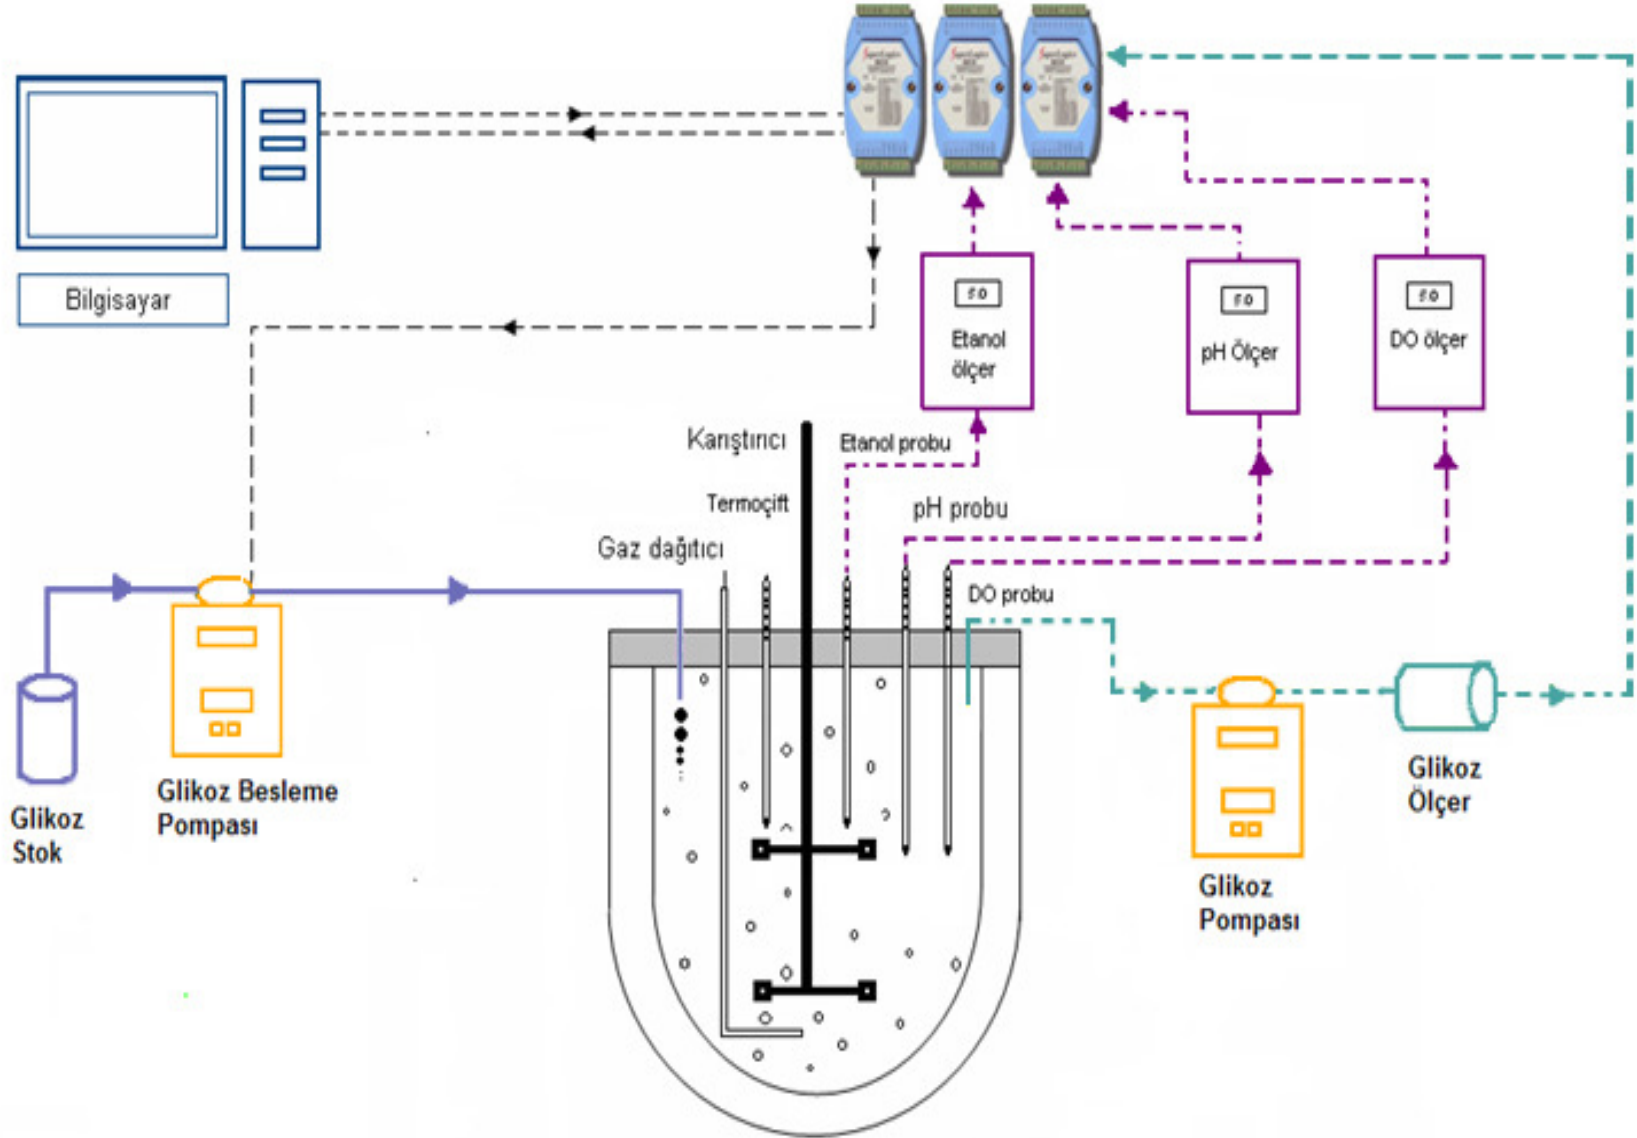 Bilgisayar
Etanol
ölçer
pH Ölçer
DO ölçer
Karıştırıcı
Etanol probu
Termoçift
pH probu
Gaz dağıtıcı
DO probu
Glikoz Besleme
Pompası
Glikoz
Stok
Glikoz
Ölçer
Glikoz
Pompası